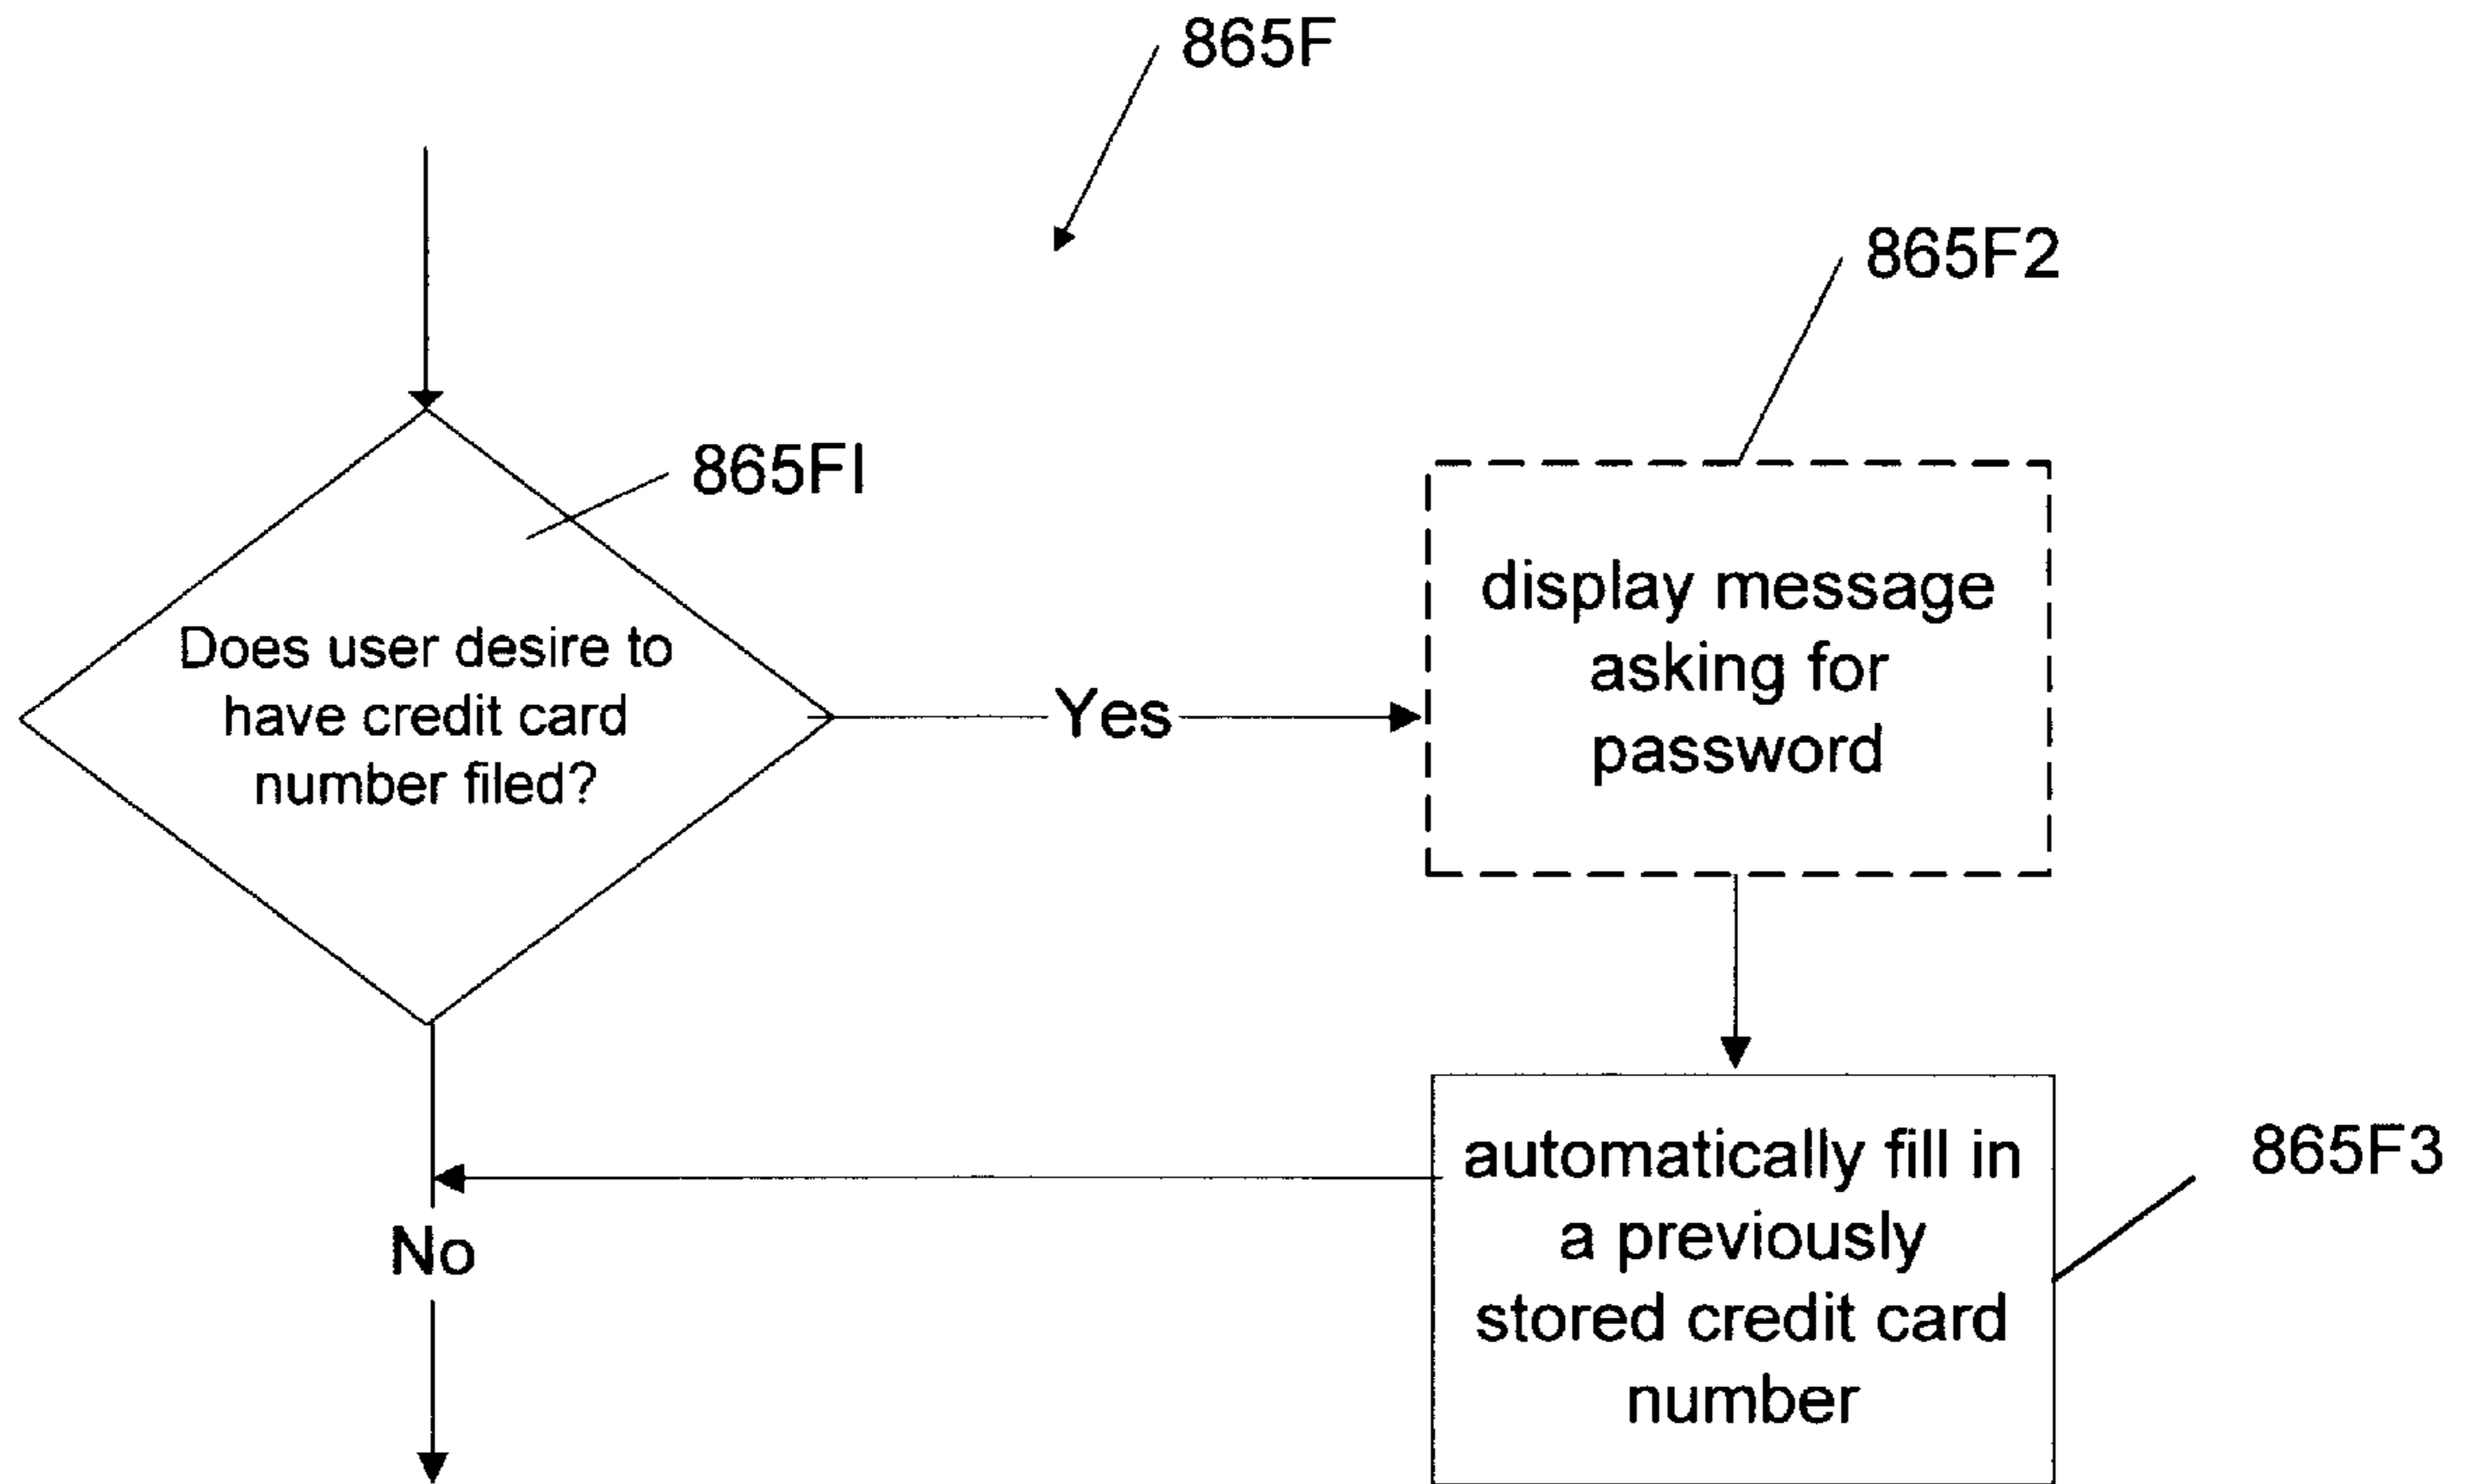 865F
865F2
865FI
Does user desire to
have credit card
number filed?
Yes
display message
asking for
password
automatically fill in
a previously
stored credit card
number
865F3
No